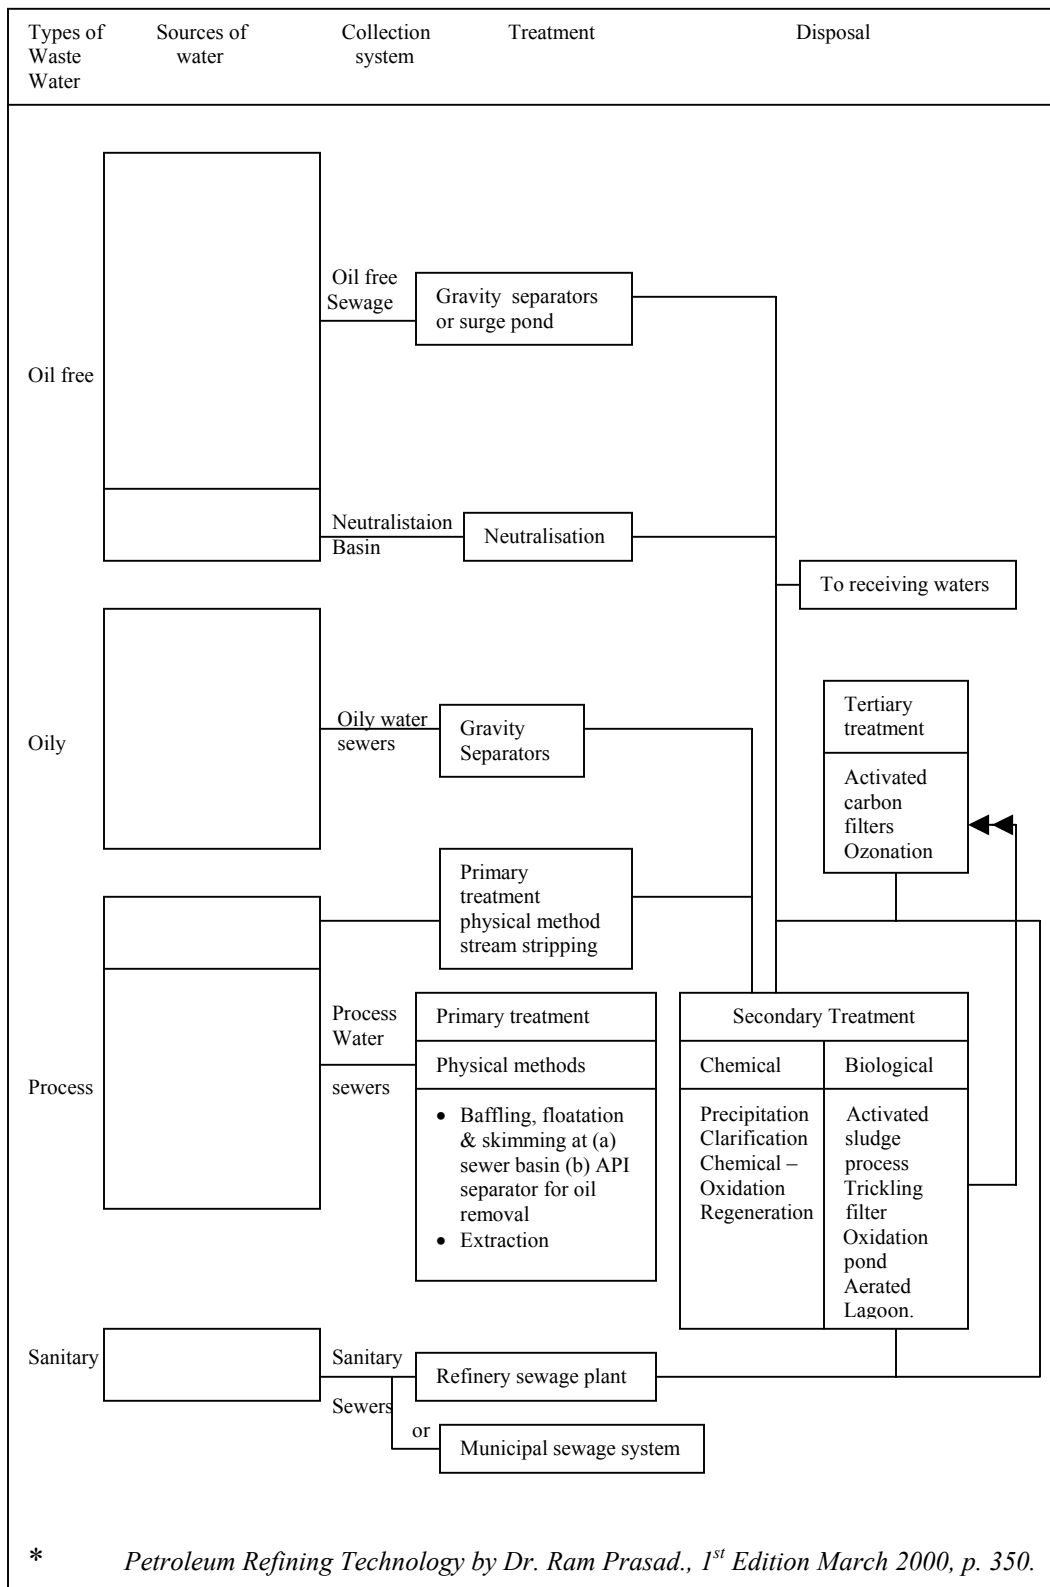 Types of Waste Water
Sources of water
Collection system
Treatment
Disposal
Oil free
Oil free
Sewage
Gravity separators
or surge pond
Neutralistaion
Basin
Neutralisation
To receiving waters
Oily
Oily water
sewers
Gravity
Separators
Tertiary
treatment
Activated
carbon
filters
Ozonation
Primary
treatment
physical method
stream stripping
Process
Process
Water
sewers
Primary treatment
Physical methods
• Baffling, floatation
& skimming at (a)
sewer basin (b) API
separator for oil
removal
• Extraction
Secondary Treatment
Chemical
Precipitation
Clarification
Chemical –
Oxidation
Regeneration
Biological
Activated
sludge
process
Trickling
filter
Oxidation
pond
Aerated
Lagoon.
Sanitary
Sanitary
Sewers
Refinery sewage plant
or
Municipal sewage system
* Petroleum Refining Technology by Dr. Ram Prasad., 1st Edition March 2000, p. 350.